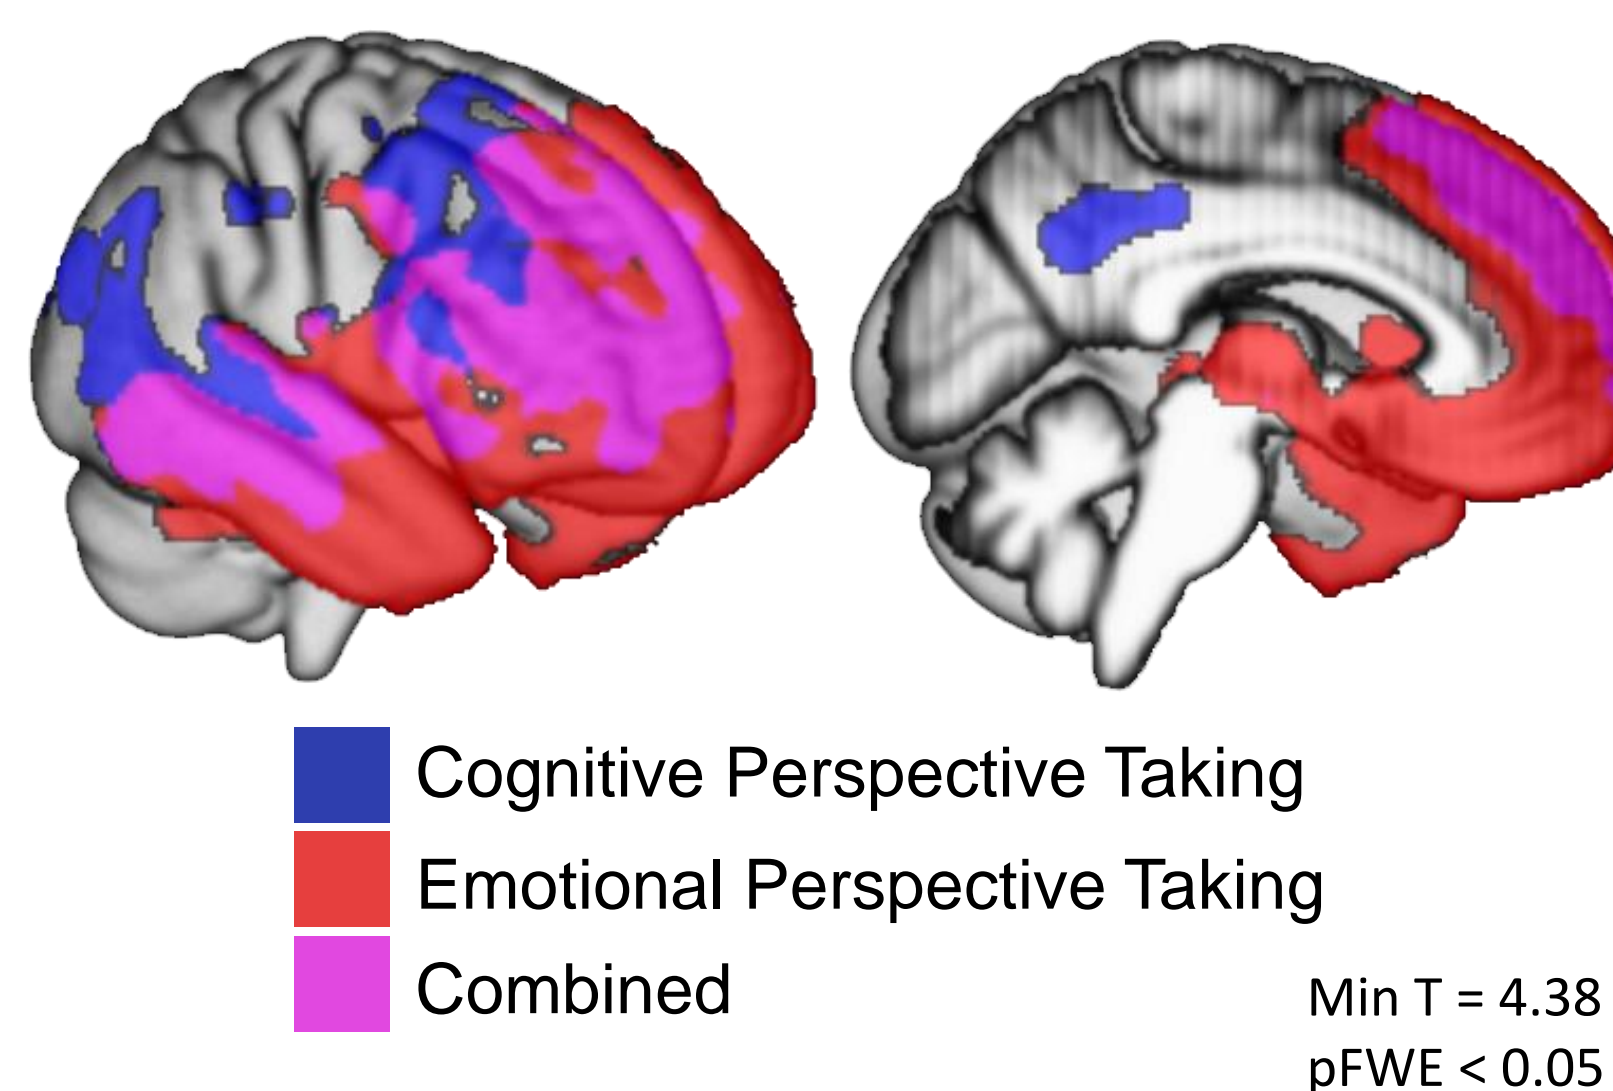 Cognitive Perspective Taking
Emotional Perspective Taking
Combined
Min T = 4.38
pFWE < 0.05